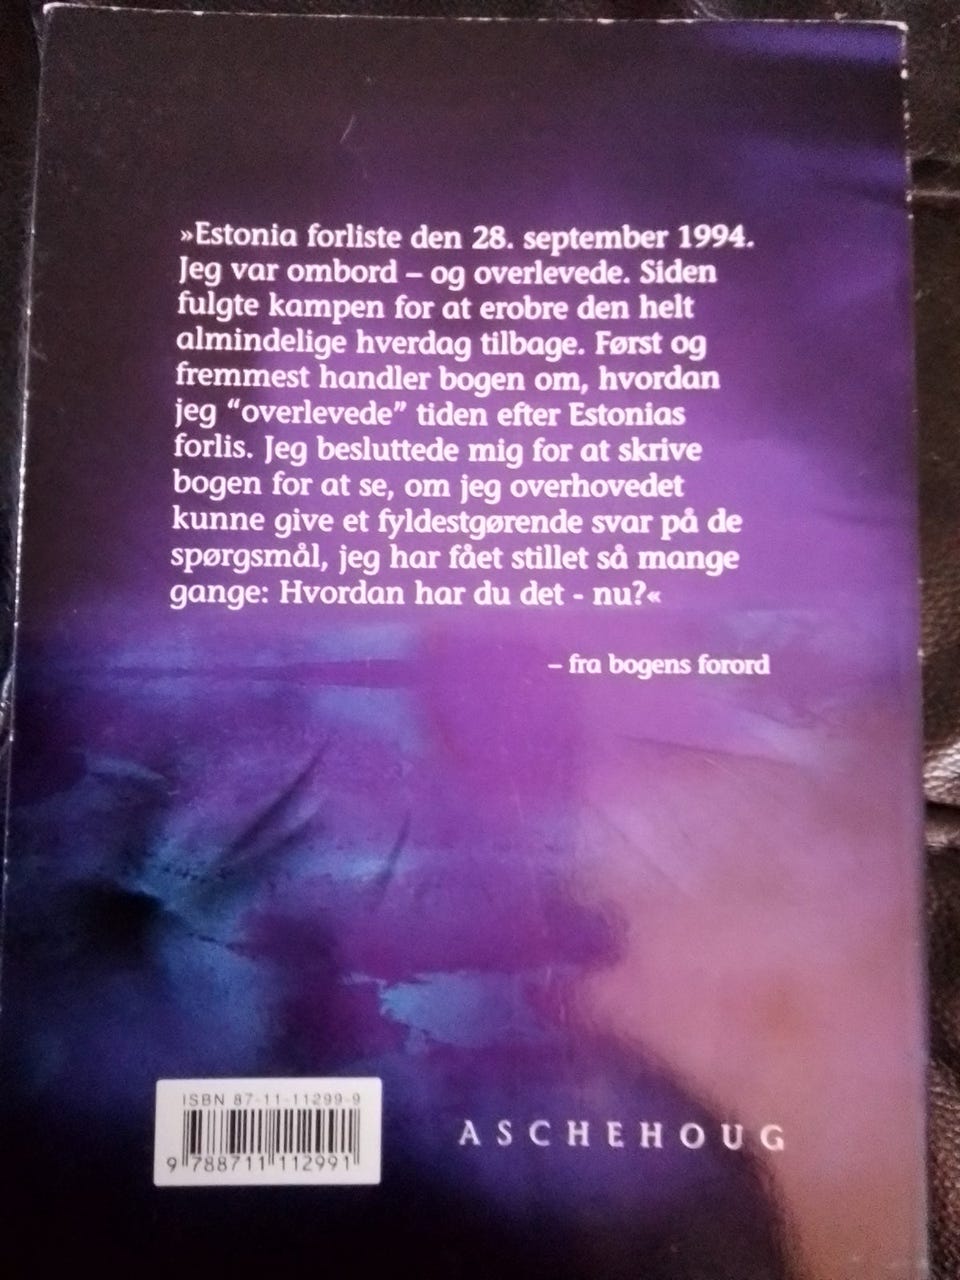 »Estonia forliste den 28. september 1994.
Jeg var ombord – og overlevede. Siden
fulgte kampen for at erobre den helt
almindelige hverdag tilbage. Først og
fremmest handler bogen om, hvordan
jeg “overlevede” tiden efter Estonias
forlis. Jeg besluttede mig for at skrive
bogen for at se, om jeg overhovedet
kunne give et fyldestgørende svar på de
spørgsmål, jeg har fået stillet så mange
gange: Hvordan har du det - nu?«
– fra bogens forord
ISBN 87-11-11299-9
9 788711 112991
ASCHEHOUG